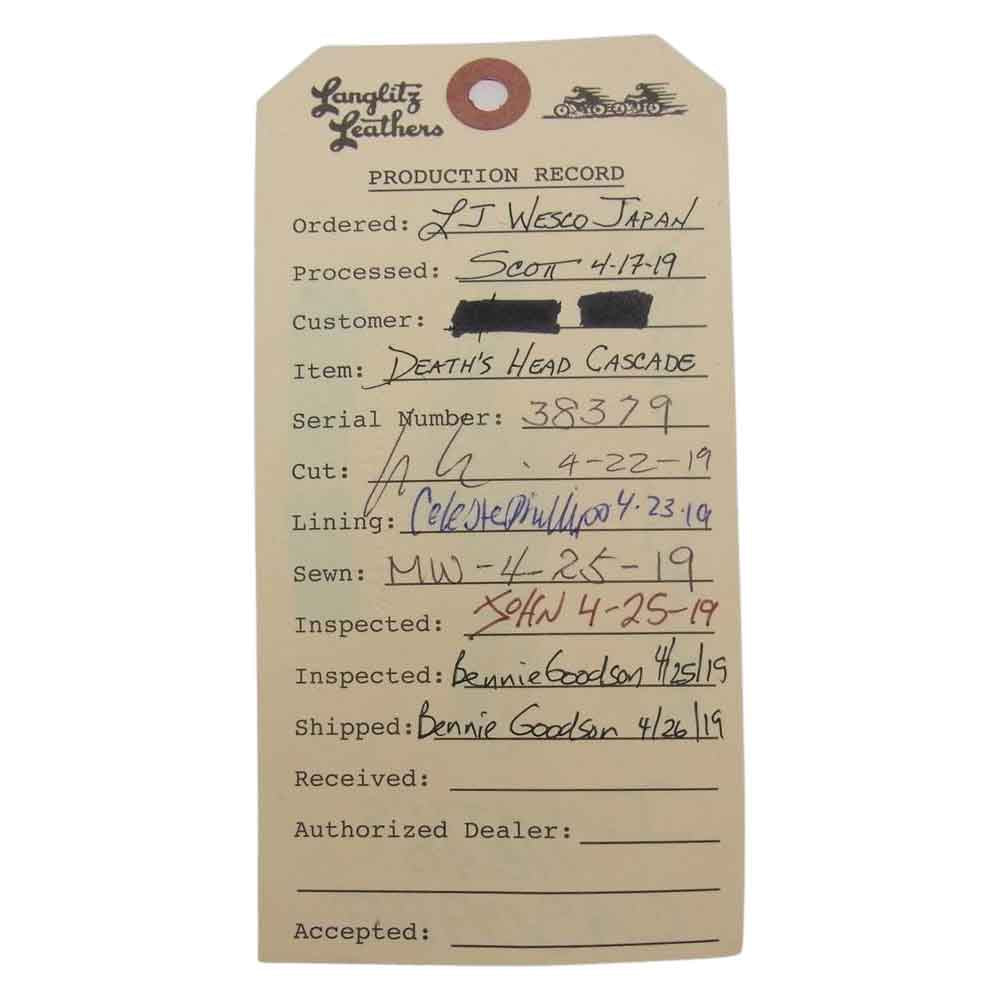 Langlitz
Leathers
PRODUCTION RECORD
Ordered: LJ WESCO JAPAN
Processed: SCOTT 4-17-19
Customer:
Item: DEATH'S HEAD CASCADE
Serial Number: 38379
Cut: 4-22-19
Lining: Celeste 4.23.19
Sewn: MW-4-25-19
Inspected: JOHN 4-25-19
Inspected: Bennie Goodson 4/25/19
Shipped: Bennie Goodson 4/26/19
Received:
Authorized Dealer:
Accepted: